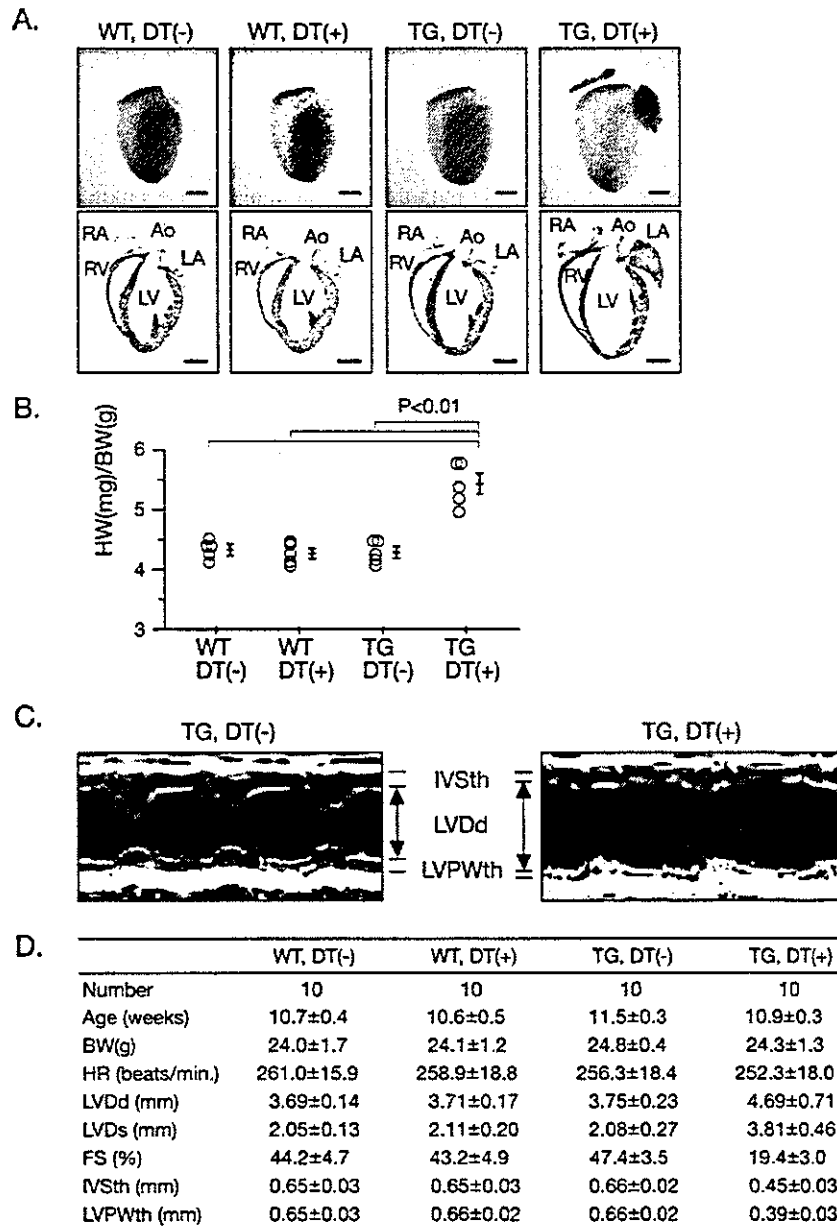 A.
WT, DT(-) WT, DT(+) TG, DT(-) TG, DT(+)
RA Ao LA RV LV
RA Ao LA RV LV
RA Ao LA RV LV
RA Ao LA RV LV
B.
P<0.01
HW(mg)/BW(g)
6
5
4
3
WT DT(-)
WT DT(+)
TG DT(-)
TG DT(+)
C.
TG, DT(-) TG, DT(+)
IVSth
LVDd
LVPWth
D.
WT, DT(-) WT, DT(+) TG, DT(-) TG, DT(+)
Number 10 10 10 10
Age (weeks) 10.7±0.4 10.6±0.5 11.5±0.3 10.9±0.3
BW(g) 24.0±1.7 24.1±1.2 24.8±0.4 24.3±1.3
HR (beats/min.) 261.0±15.9 258.9±18.8 256.3±18.4 252.3±18.0
LVDd (mm) 3.69±0.14 3.71±0.17 3.75±0.23 4.69±0.71
LVDs (mm) 2.05±0.13 2.11±0.20 2.08±0.27 3.81±0.46
FS (%) 44.2±4.7 43.2±4.9 47.4±3.5 19.4±3.0
IVSth (mm) 0.65±0.03 0.65±0.03 0.66±0.02 0.45±0.03
LVPWth (mm) 0.65±0.03 0.66±0.02 0.66±0.02 0.39±0.03